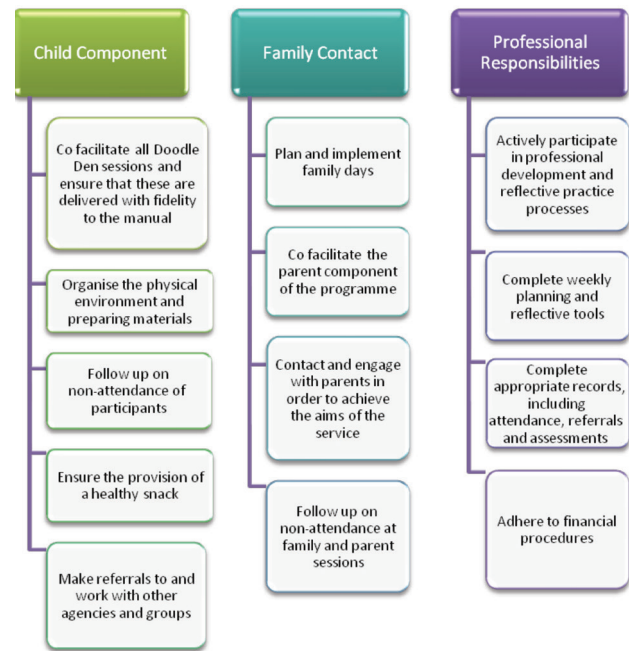 Child Component
Co facilitate all Doodle
Den sessions and
ensure that these are
delivered with fidelity
to the manual
Organise the physical
environment and
preparing materials
Follow up on
non-attendance of
participants
Ensure the provision of
a healthy snack
Make referrals to and
work with other
agencies and groups
Family Contact
Plan and implement
family days
Co facilitate the
parent component
of the programme
Contact and engage
with parents in
order to achieve
the aims of the
service
Follow up on
non-attendance at
family and parent
sessions
Professional
Responsibilities
Actively participate
in professional
development and
reflective practice
processes
Complete weekly
planning and
reflective tools
Complete
appropriate records,
including
attendance, referrals
and assessments
Adhere to financial
procedures